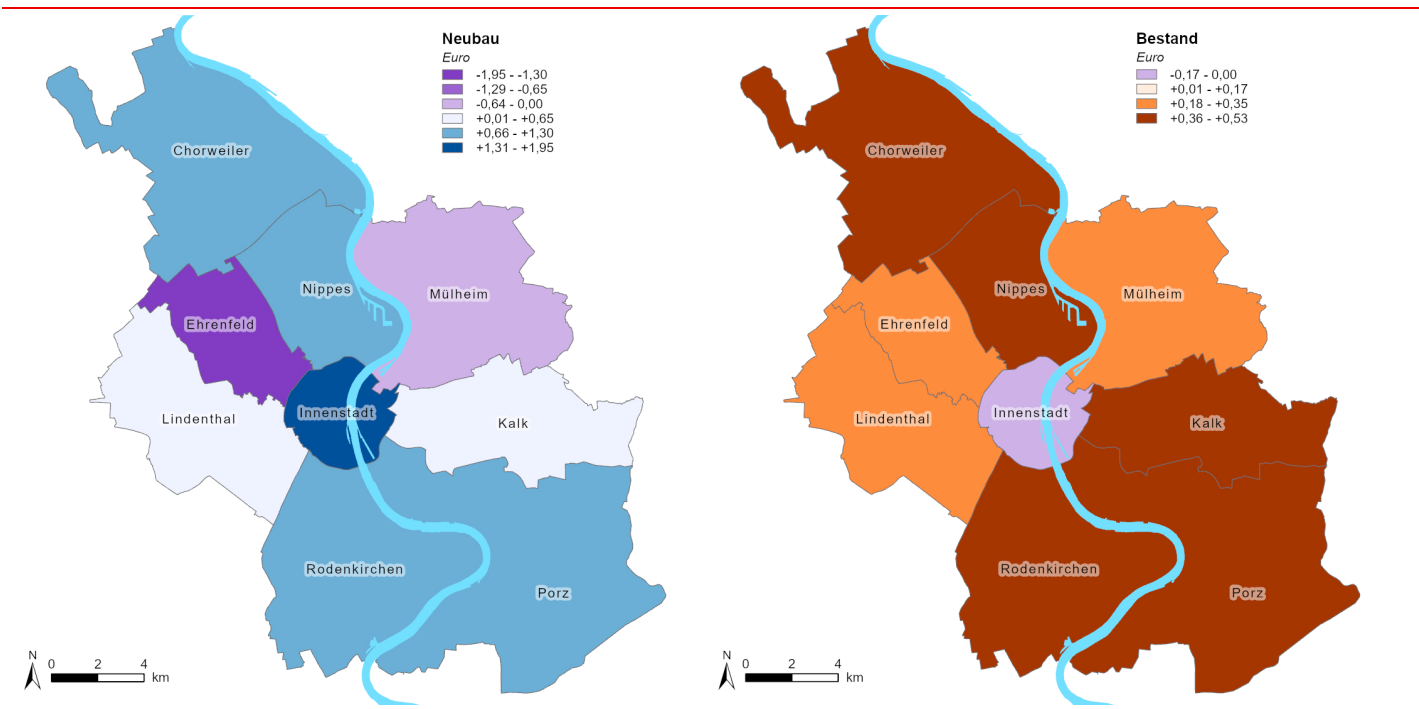 Neubau
Euro
-1,95 - -1,30
-1,29 - -0,65
-0,64 - 0,00
+0,01 - +0,65
+0,66 - +1,30
+1,31 - +1,95
Chorweiler
Nippes
Mülheim
Ehrenfeld
Lindenthal
Innenstadt
Kalk
Rodenkirchen
Porz
N
0 2 4
km
Bestand
Euro
-0,17 - 0,00
+0,01 - +0,17
+0,18 - +0,35
+0,36 - +0,53
Chorweiler
Nippes
Mülheim
Ehrenfeld
Lindenthal
Innenstadt
Kalk
Rodenkirchen
Porz
N
0 2 4
km